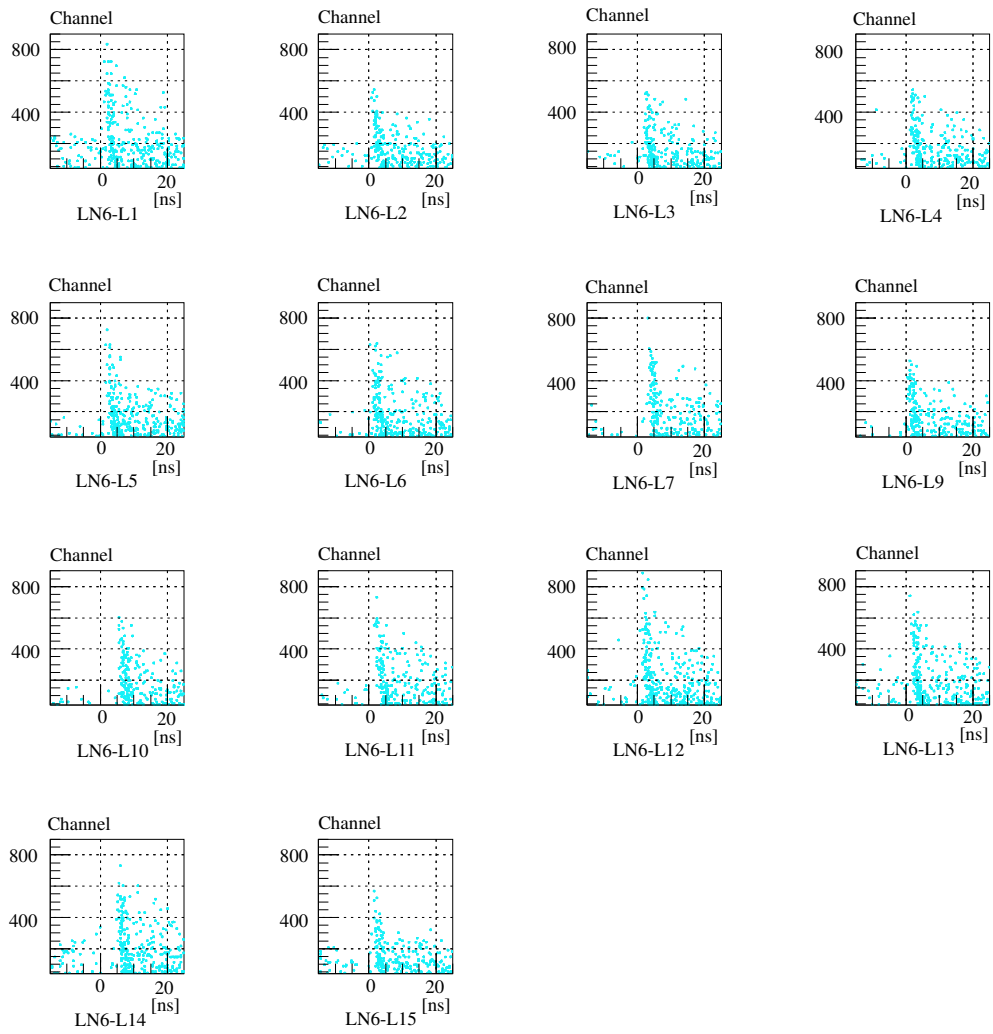 Channel Channel Channel Channel
800 800 800 800
400 400 400 400
0 20 0 20 0 20 0 20
[ns] [ns] [ns] [ns]
LN6-L1 LN6-L2 LN6-L3 LN6-L4
Channel Channel Channel Channel
800 800 800 800
400 400 400 400
0 20 0 20 0 20 0 20
[ns] [ns] [ns] [ns]
LN6-L5 LN6-L6 LN6-L7 LN6-L9
Channel Channel Channel Channel
800 800 800 800
400 400 400 400
0 20 0 20 0 20 0 20
[ns] [ns] [ns] [ns]
LN6-L10 LN6-L11 LN6-L12 LN6-L13
Channel Channel
800 800
400 400
0 20 0 20
[ns] [ns]
LN6-L14 LN6-L15